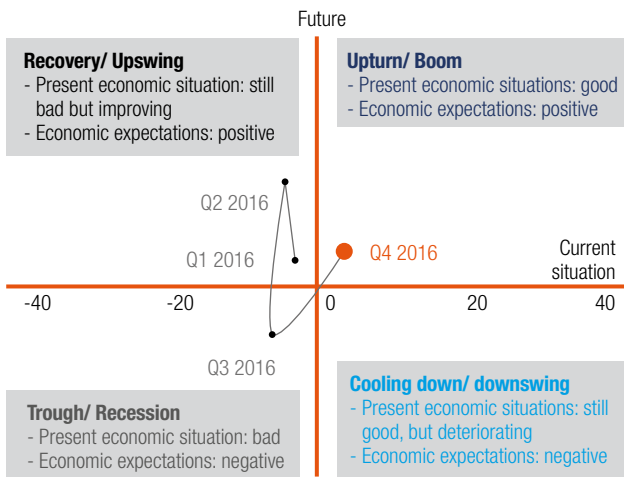 Future
Recovery/ Upswing
- Present economic situation: still
bad but improving
- Economic expectations: positive
Upturn/ Boom
- Present economic situations: good
- Economic expectations: positive
Q2 2016
Q1 2016
Q4 2016
Current
situation
-40
-20
0
20
40
Q3 2016
Trough/ Recession
- Present economic situation: bad
- Economic expectations: negative
Cooling down/ downswing
- Present economic situations: still
good, but deteriorating
- Economic expectations: negative